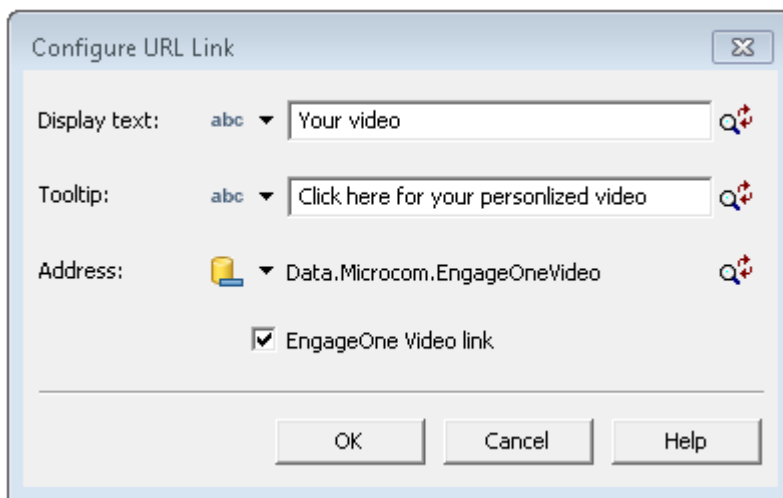 Configure URL Link
Display text: abc Your video
Tooltip: abc Click here for your personlized video
Address: Data.Microcom.EngageOneVideo
EngageOne Video link
OK Cancel Help